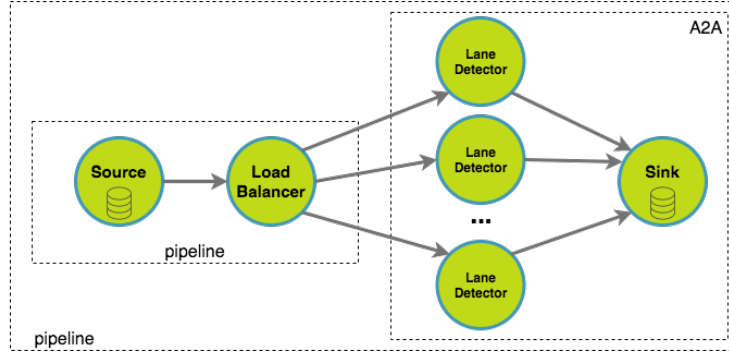 A2A
Lane
Detector
Source
Load
Balancer
Lane
Detector
Sink
...
Lane
Detector
pipeline
pipeline